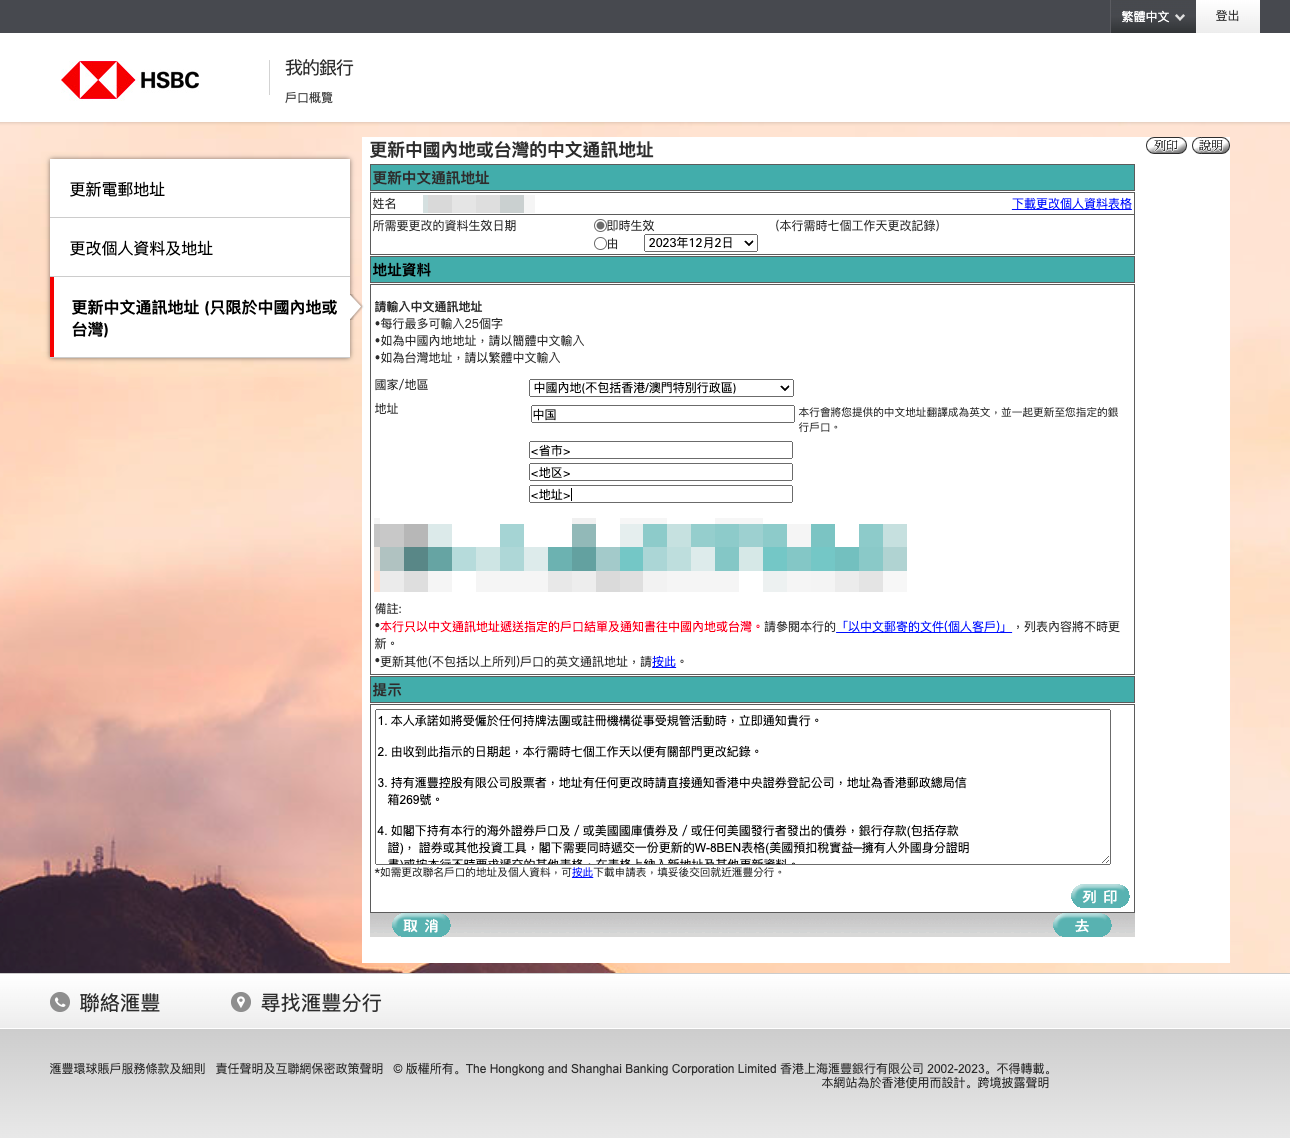 繁體中文
登出
HSBC
我的銀行
戶口概覽
更新電郵地址
更改個人資料及地址
更新中文通訊地址 (只限於中國內地或
台灣)
更新中國內地或台灣的中文通訊地址
列印
說明
更新中文通訊地址
姓名
下載更改個人資料表格
所需要更改的資料生效日期
即時生效
(本行需時七個工作天更改記錄)
由
2023年12月2日
地址資料
請輸入中文通訊地址
•每行最多可輸入25個字
•如為中國內地地址，請以簡體中文輸入
•如為台灣地址，請以繁體中文輸入
國家/地區
中國內地(不包括香港/澳門特別行政區)
地址
中国
本行會將您提供的中文地址翻譯成為英文，並一起更新至您指定的銀
行戶口。
<省市>
<地区>
<地址>
備註:
•本行只以中文通訊地址遞送指定的戶口結單及通知書往中國內地或台灣。請參閱本行的「以中文郵寄的文件(個人客戶)」，列表內容將不時更
新。
•更新其他(不包括以上所列)戶口的英文通訊地址，請按此。
提示
1. 本人承諾如將受僱於任何持牌法團或註冊機構從事受規管活動時，立即通知貴行。
2. 由收到此指示的日期起，本行需時七個工作天以便有關部門更改紀錄。
3. 持有滙豐控股有限公司股票者，地址有任何更改時請直接通知香港中央證券登記公司，地址為香港郵政總局信
箱269號。
4. 如閣下持有本行的海外證券戶口及 / 或美國國庫債券及 / 或任何美國發行者發出的債券，銀行存款(包括存款
證)， 證券或其他投資工具，閣下需要同時遞交一份更新的W-8BEN表格(美國預扣稅實益—擁有人外國身分證明
書)或按本行不時要求遞交的其他表格，在表格上納入新地址及其他更新資料。
*如需更改聯名戶口的地址及個人資料，可按此下載申請表，填妥後交回就近滙豐分行。
列 印
取 消
去
聯絡滙豐
尋找滙豐分行
滙豐環球賬戶服務條款及細則 責任聲明及互聯網保密政策聲明 © 版權所有。The Hongkong and Shanghai Banking Corporation Limited 香港上海滙豐銀行有限公司 2002-2023。不得轉載。
本網站為於香港使用而設計。跨境披露聲明